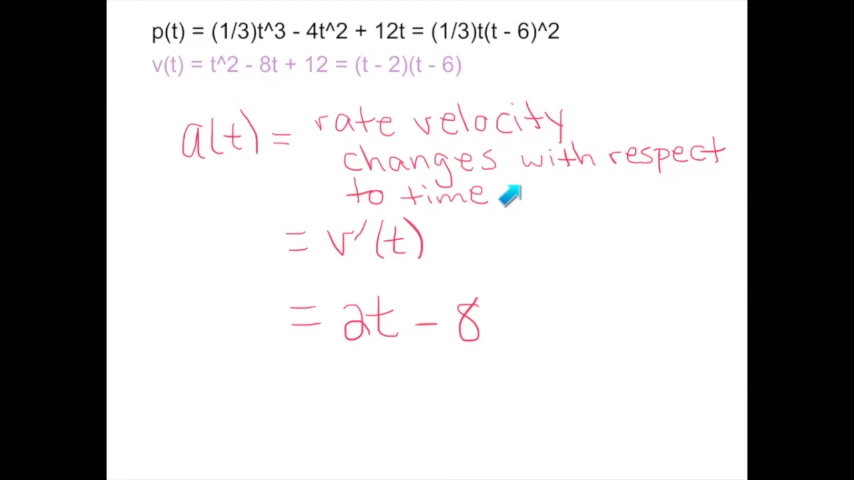 p(t) = (1/3)t^3 - 4t^2 + 12t = (1/3)t(t - 6)^2
v(t) = t^2 - 8t + 12 = (t - 2)(t - 6)
a(t) = rate velocity
changes with respect
to time
= v'(t)
= 2t - 8